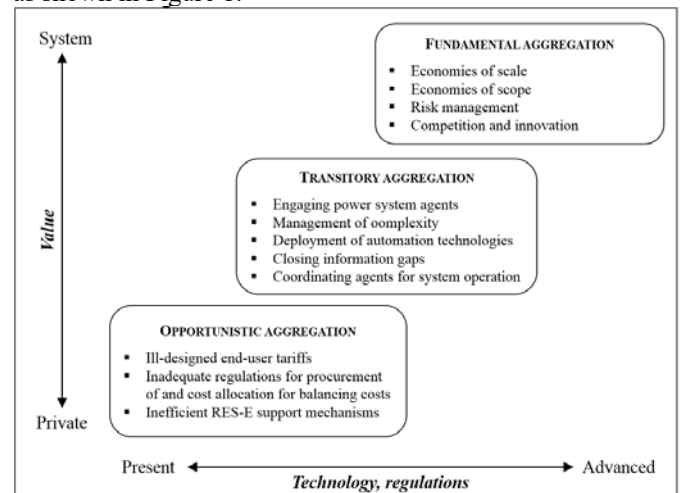 as shown in Figure 1.
System
FUNDAMENTAL AGGREGATION
▪ Economies of scale
▪ Economies of scope
▪ Risk management
▪ Competition and innovation
TRANSITORY AGGREGATION
▪ Engaging power system agents
▪ Management of oomplexity
▪ Deployment of automation technologies
▪ Closing information gaps
▪ Coordinating agents for system operation
Value
OPPORTUNISTIC AGGREGATION
▪ Ill-designed end-user tariffs
▪ Inadequate regulations for procurement
of and cost allocation for balancing costs
▪ Inefficient RES-E support mechanisms
Private
Present
Advanced
Technology, regulations